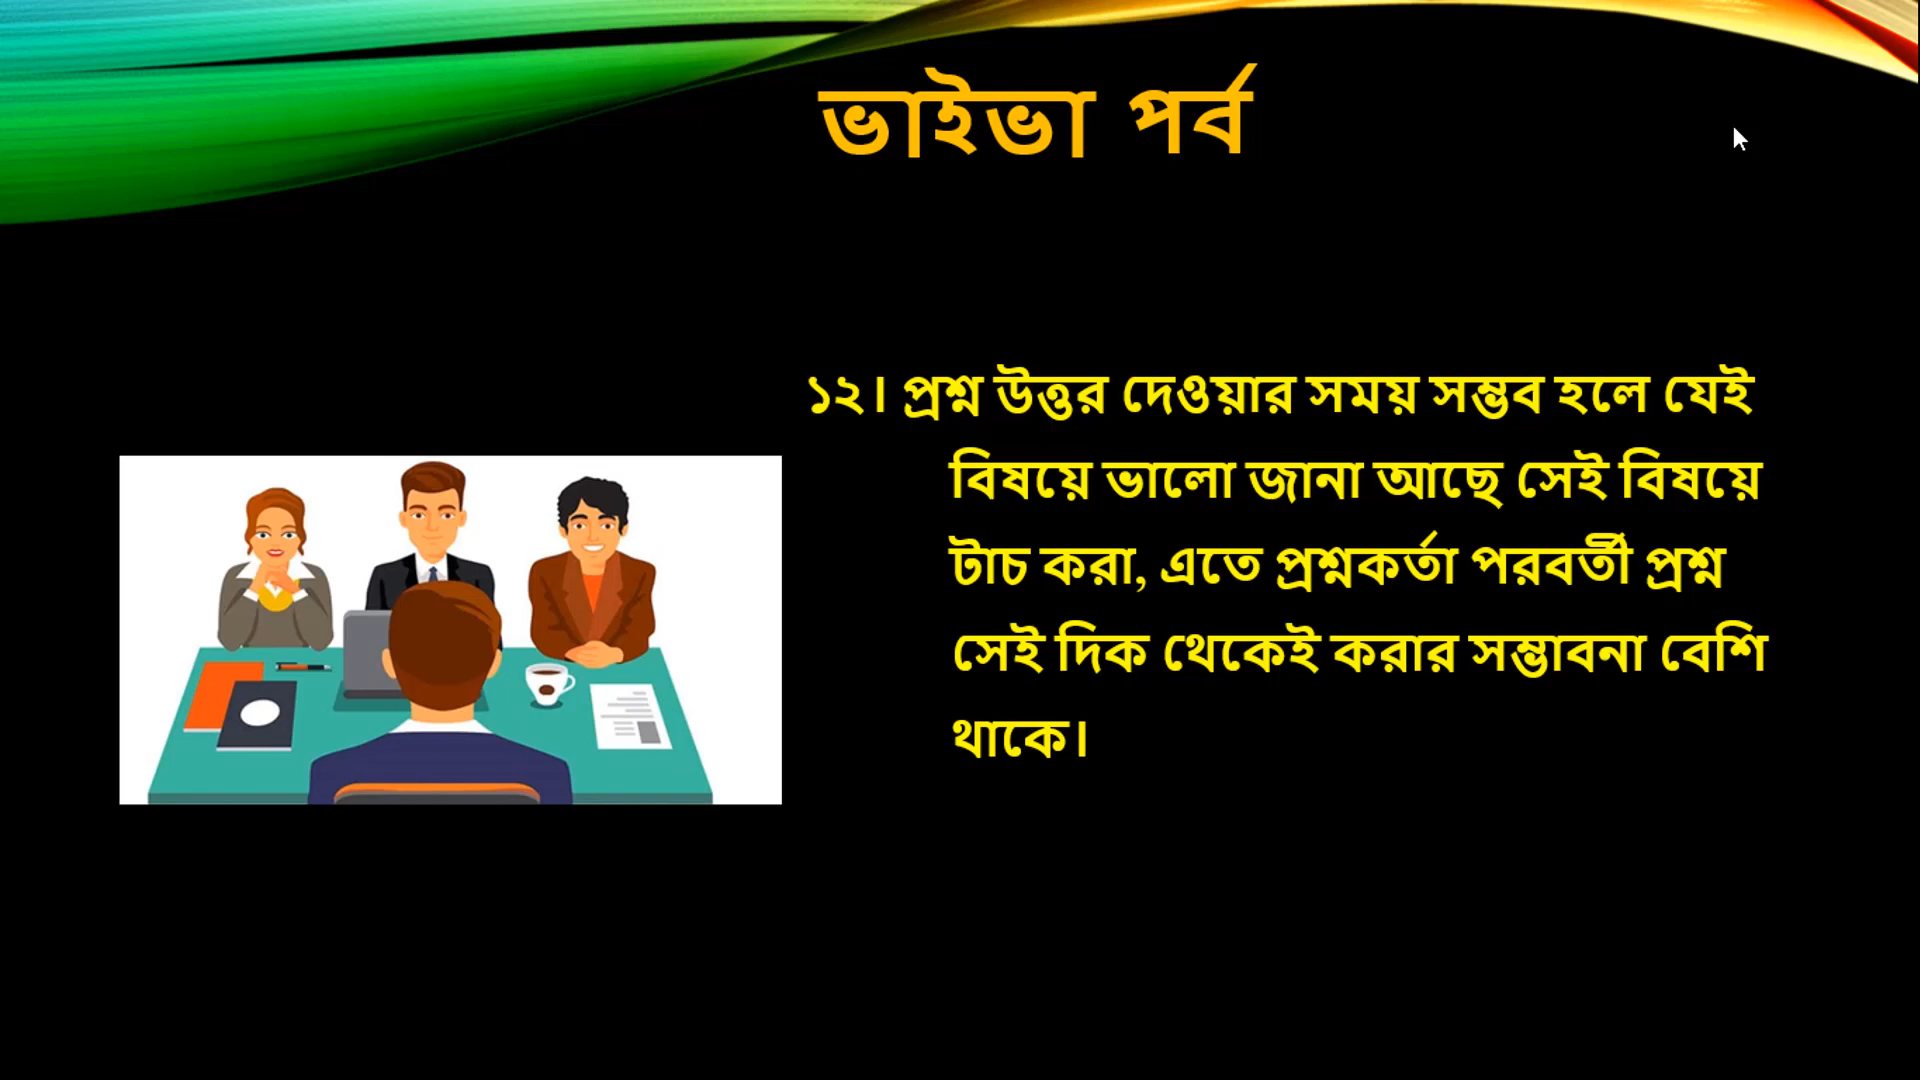 ভাইভা পর্ব
১২। প্রশ্ন উত্তর দেওয়ার সময় সম্ভব হলে যেই
বিষয়ে ভালো জানা আছে সেই বিষয়ে
টাচ করা, এতে প্রশ্নকর্তা পরবর্তী প্রশ্ন
সেই দিক থেকেই করার সম্ভাবনা বেশি
থাকে।